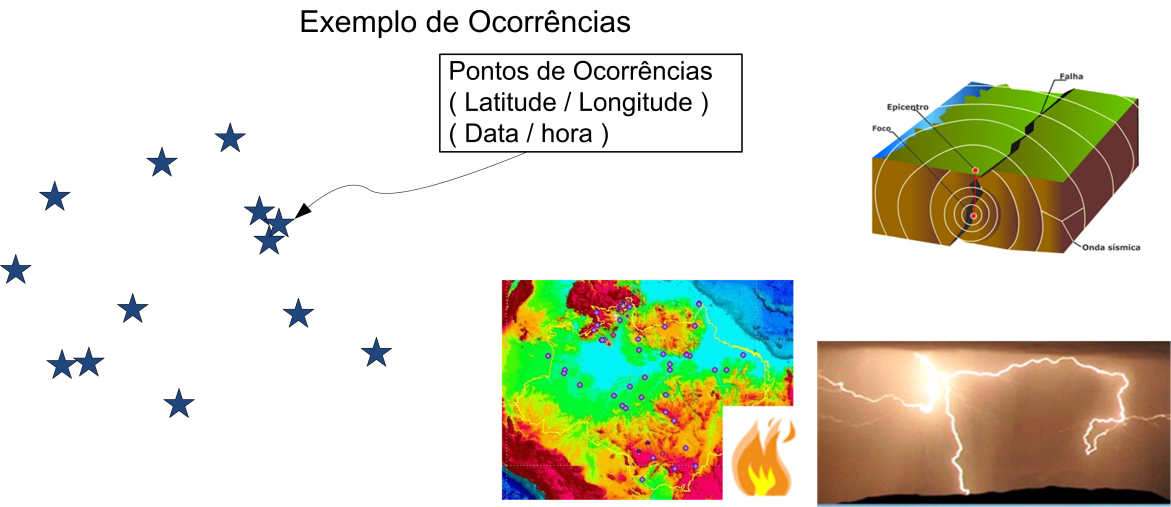 Exemplo de Ocorrências
Pontos de Ocorrências
( Latitude / Longitude )
( Data / hora )
Falha
Epicentro
Foco
Onda sísmica